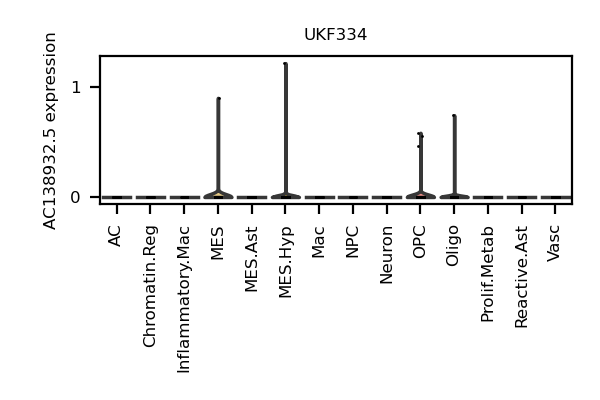 UKF334
AC138932.5 expression
1
0
AC
Chromatin.Reg
Inflammatory.Mac
MES
MES.Ast
MES.Hyp
Mac
NPC
Neuron
OPC
Oligo
Prolif.Metab
Reactive.Ast
Vasc